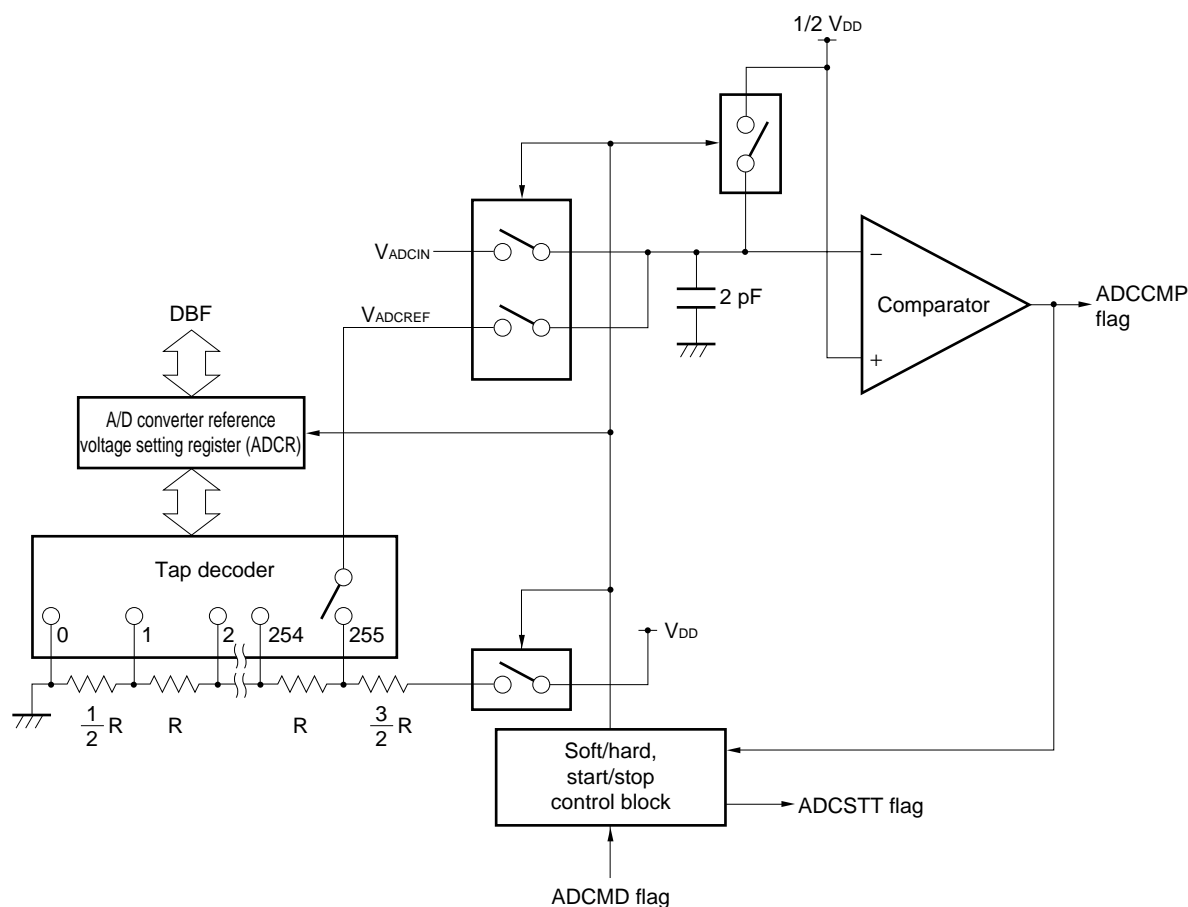 1/2 VDD
VADCIN
VADCREF
2 pF
−
+
Comparator
ADCCMP
flag
DBF
A/D converter reference
voltage setting register (ADCR)
Tap decoder
0
1
2
254
255
1/2 R
R
R
3/2 R
VDD
Soft/hard,
start/stop
control block
ADCSTT flag
ADCMD flag